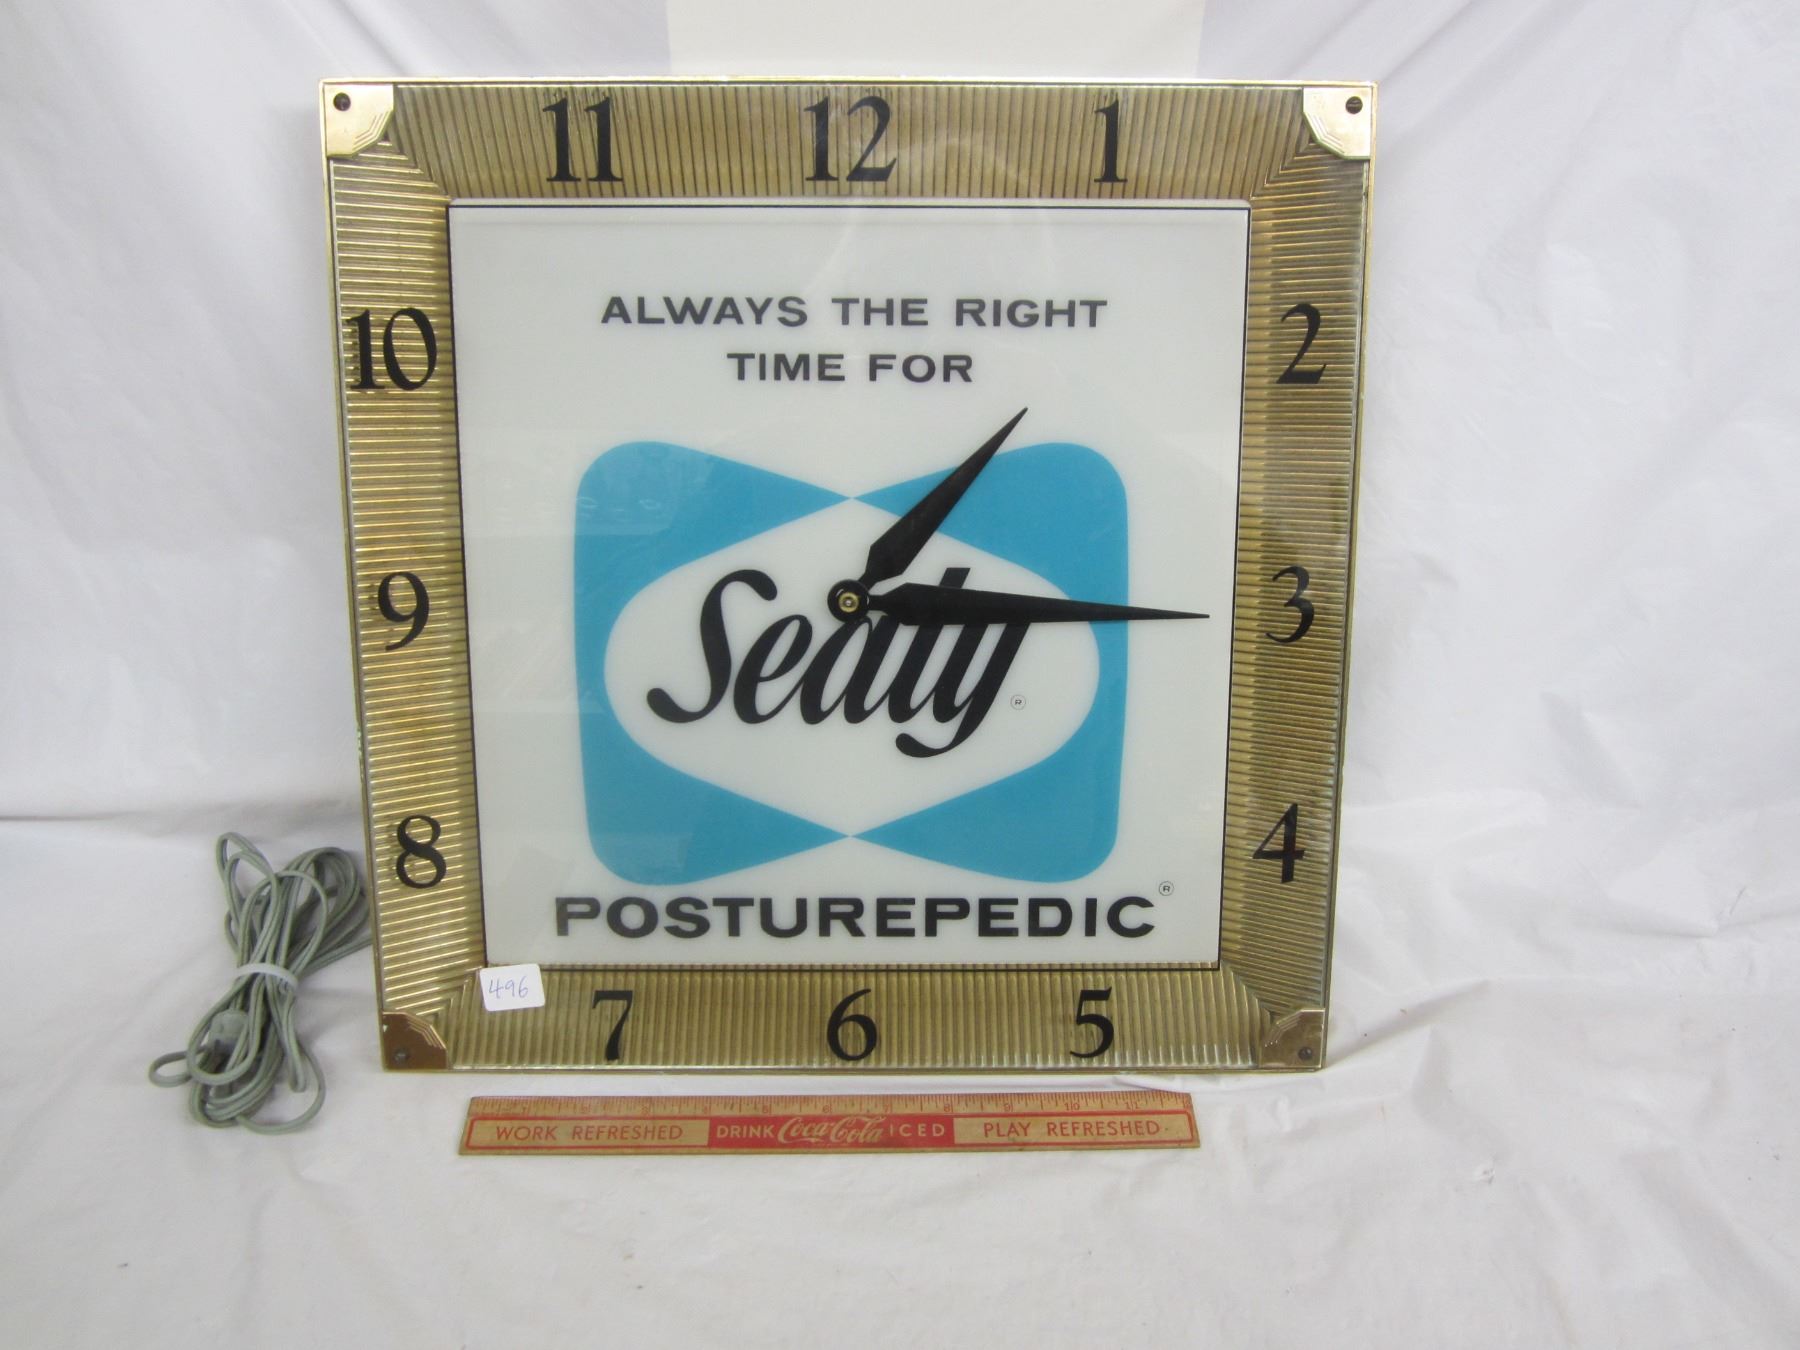 11 12 1
10 2
9 3
8 4
7 6 5
ALWAYS THE RIGHT
TIME FOR
Sealy ®
POSTUREPEDIC ®
496
WORK REFRESHED DRINK Coca-Cola ICED PLAY REFRESHED